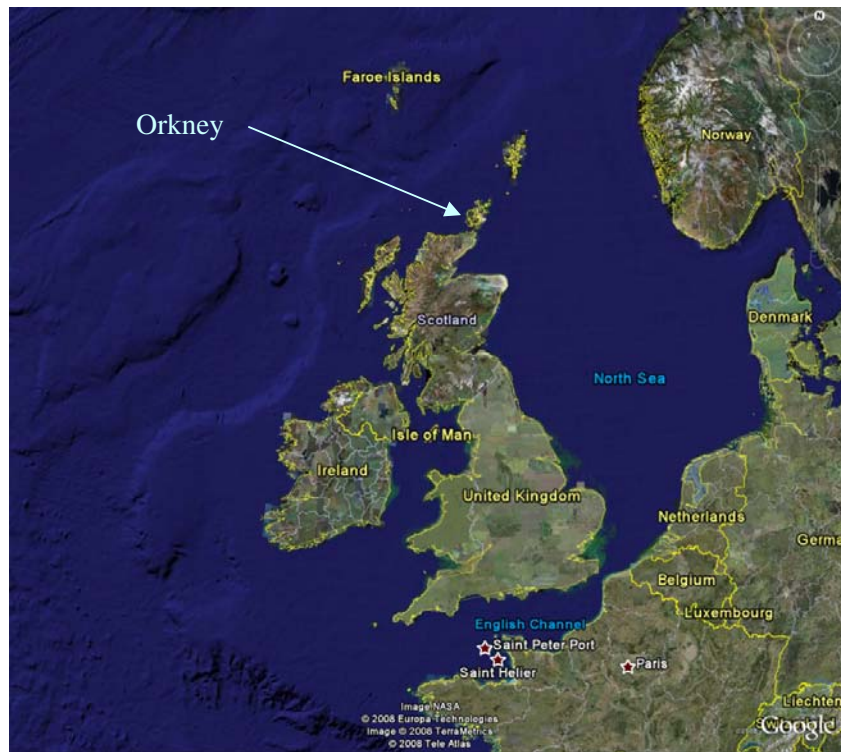 Faroe Islands
Orkney
Norway
Scotland
Denmark
North Sea
Isle of Man
Ireland
United Kingdom
Netherlands
Germa
Belgium
Luxembourg
English Channel
Saint Peter Port
Saint Helier
Paris
Liechten
Image NASA
© 2008 Europa Technologies
Image © 2008 TerraMetrics
© 2008 Tele Atlas
Google
N